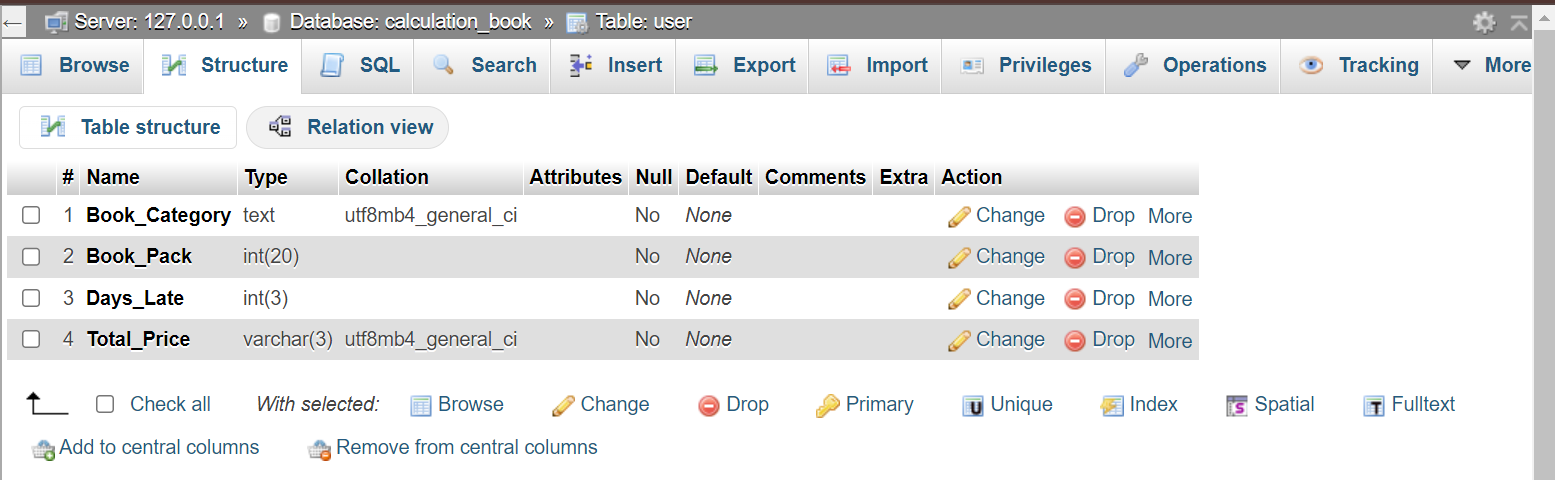 Server: 127.0.0.1 » Database: calculation_book » Table: user
Browse Structure SQL Search Insert Export Import Privileges Operations Tracking More
Table structure Relation view
# Name Type Collation Attributes Null Default Comments Extra Action
1 Book_Category text utf8mb4_general_ci No None Change Drop More
2 Book_Pack int(20) No None Change Drop More
3 Days_Late int(3) No None Change Drop More
4 Total_Price varchar(3) utf8mb4_general_ci No None Change Drop More
Check all With selected: Browse Change Drop Primary Unique Index Spatial Fulltext
Add to central columns Remove from central columns